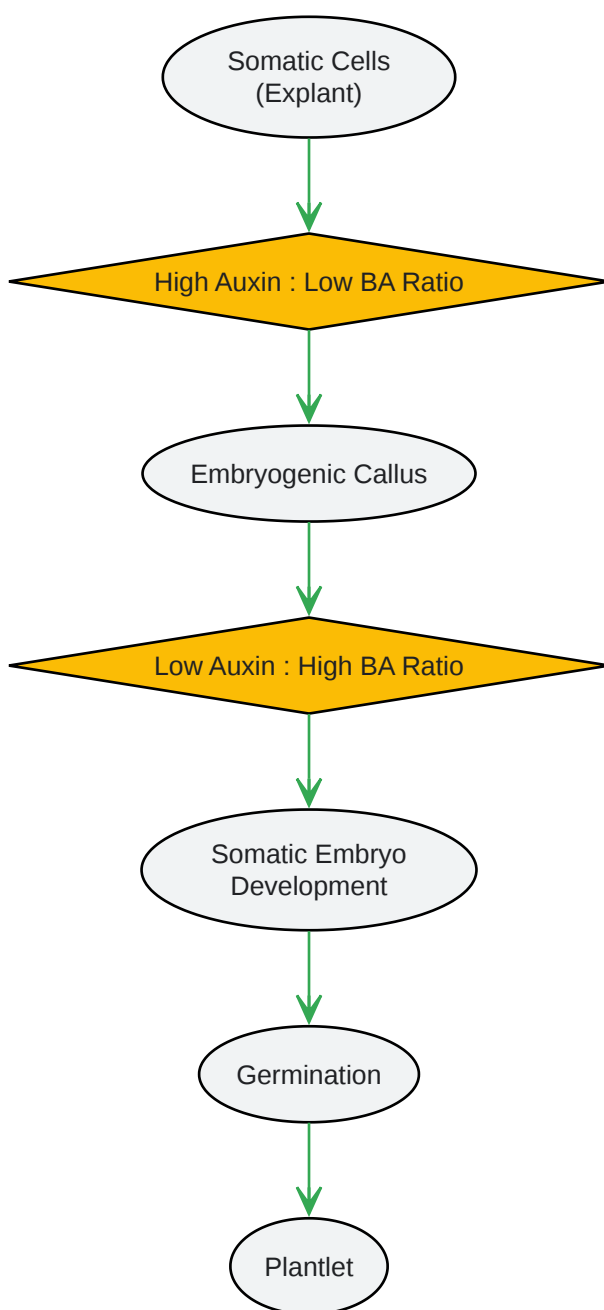 Somatic Cells
(Explant)
High Auxin : Low BA Ratio
Embryogenic Callus
Low Auxin : High BA Ratio
Somatic Embryo
Development
Germination
Plantlet